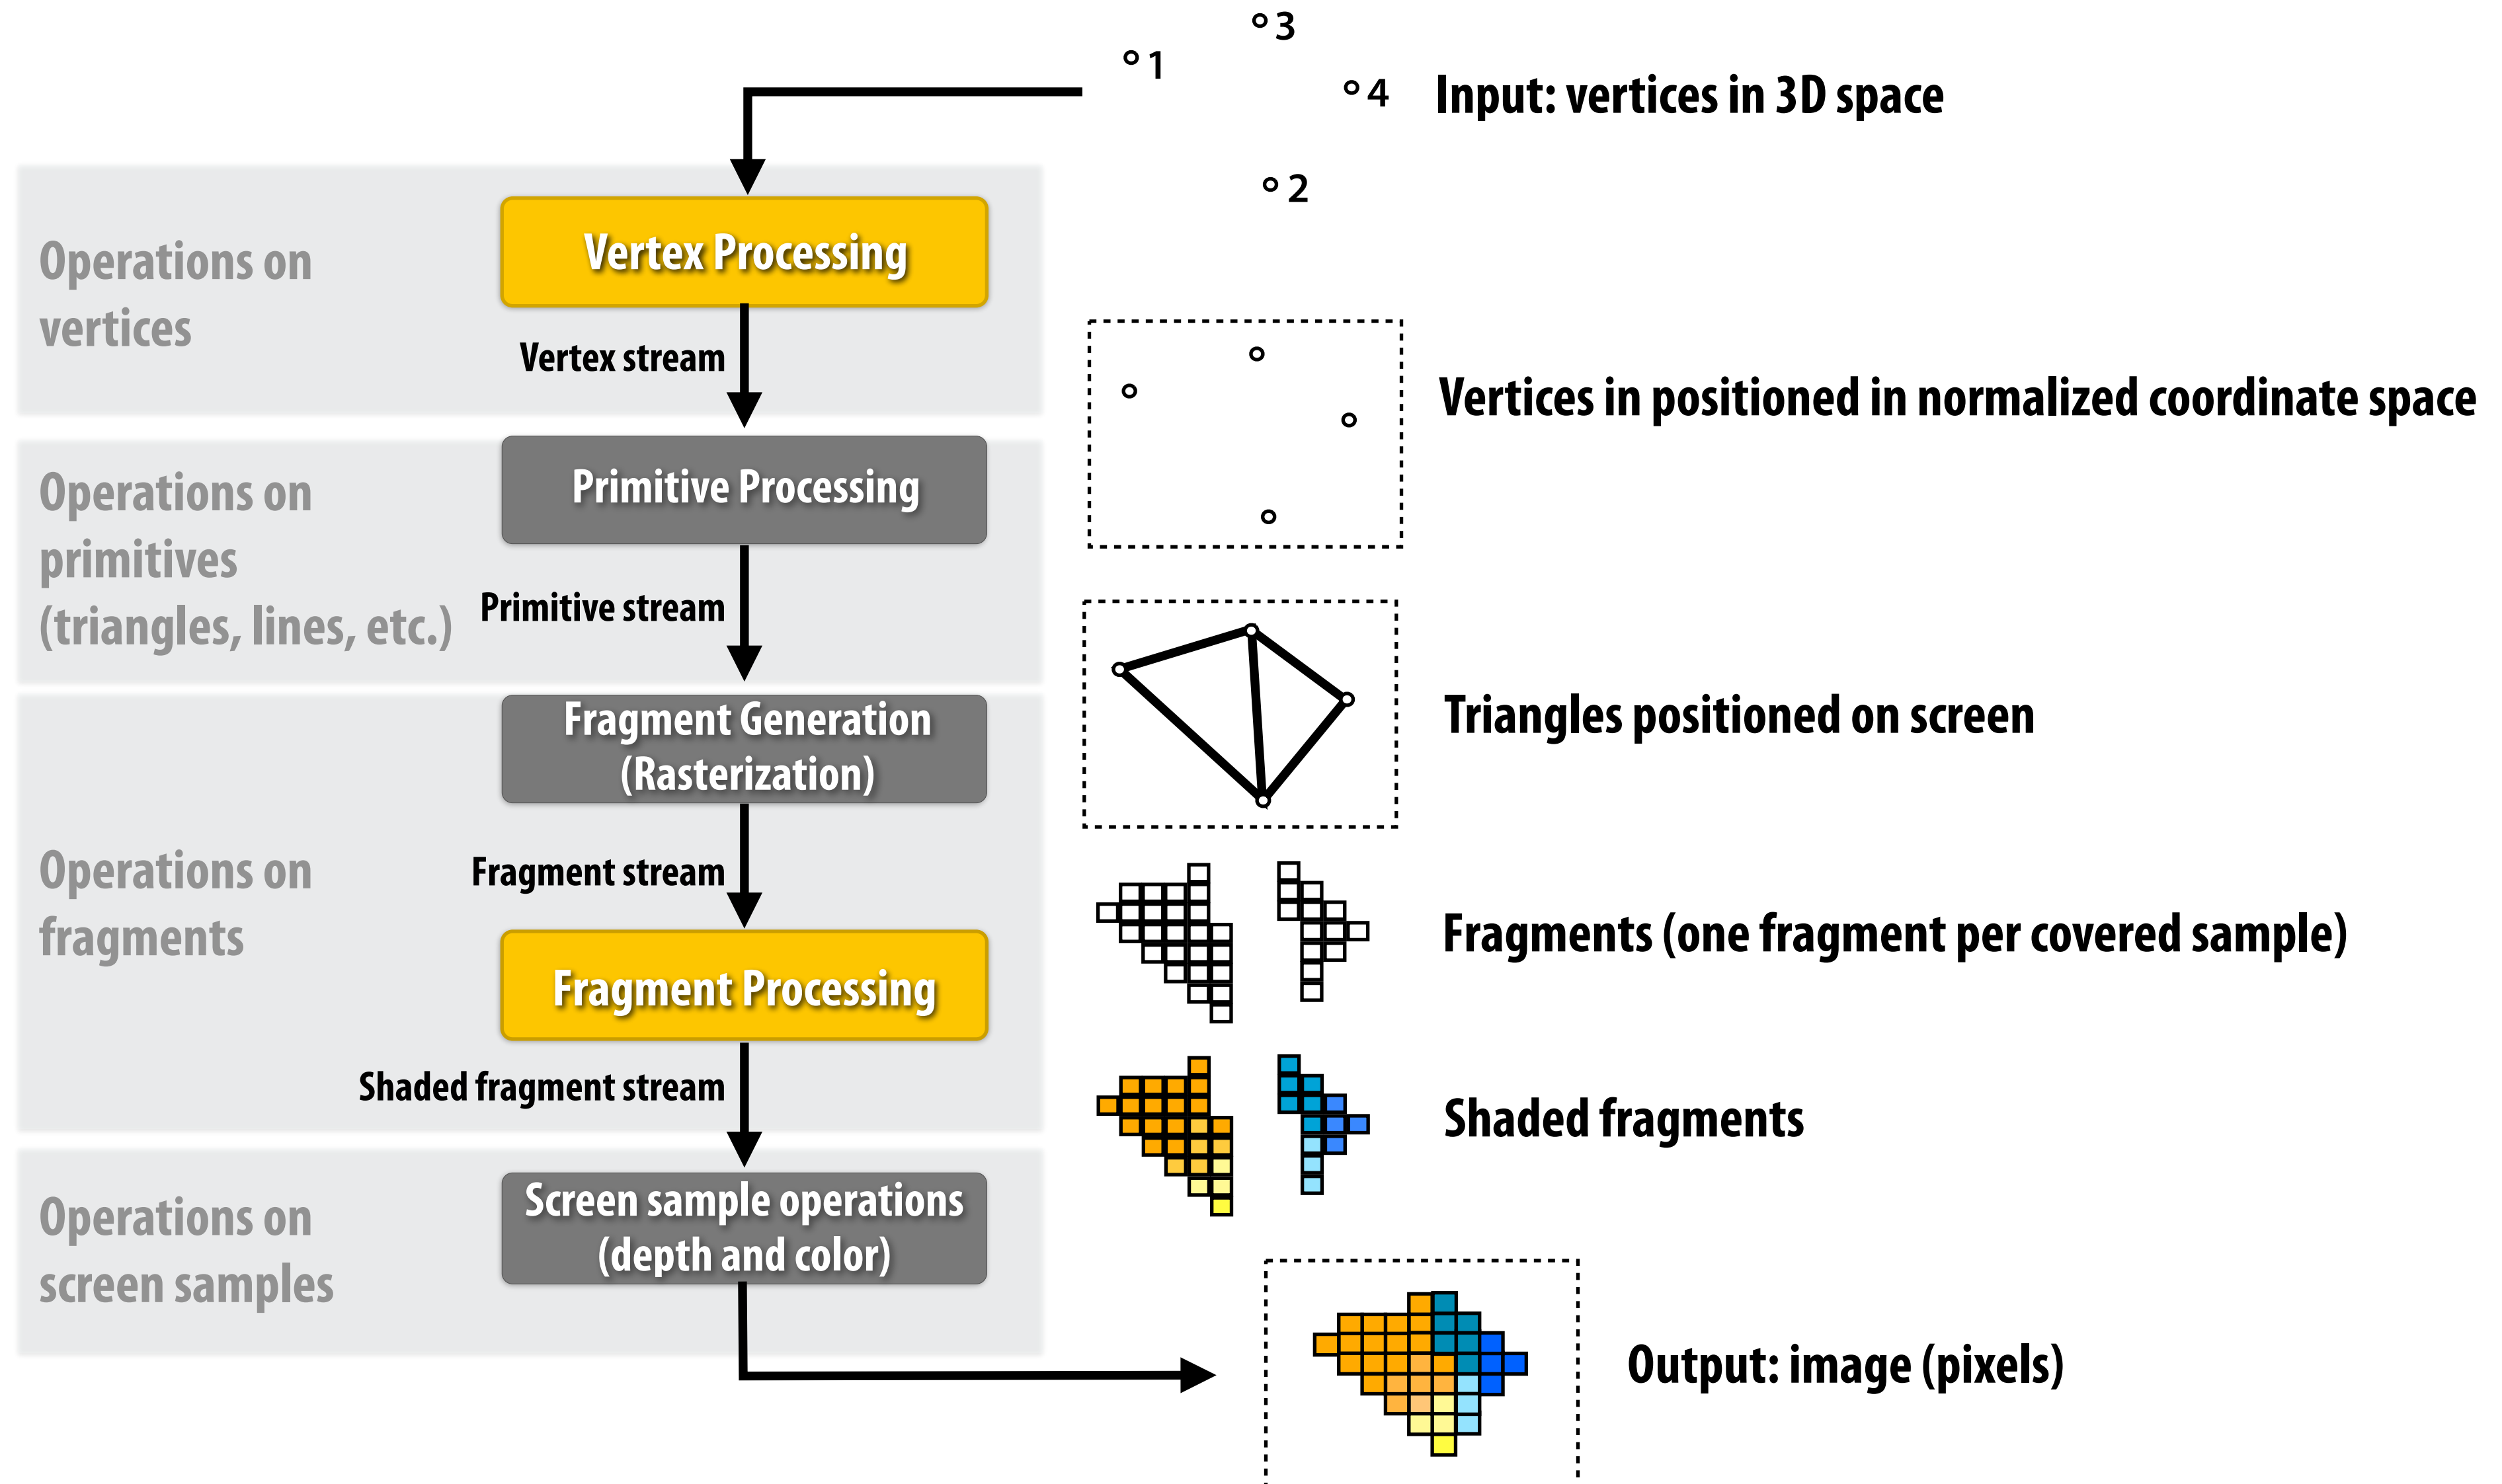 3
1
4
Input: vertices in 3D space
2
Operations on
vertices
Vertex Processing
Vertex stream
Vertices in positioned in normalized coordinate space
Operations on
primitives
(triangles, lines, etc.)
Primitive Processing
Primitive stream
Triangles positioned on screen
Operations on
fragments
Fragment Generation
(Rasterization)
Fragment stream
Fragments (one fragment per covered sample)
Fragment Processing
Shaded fragment stream
Shaded fragments
Operations on
screen samples
Screen sample operations
(depth and color)
Output: image (pixels)